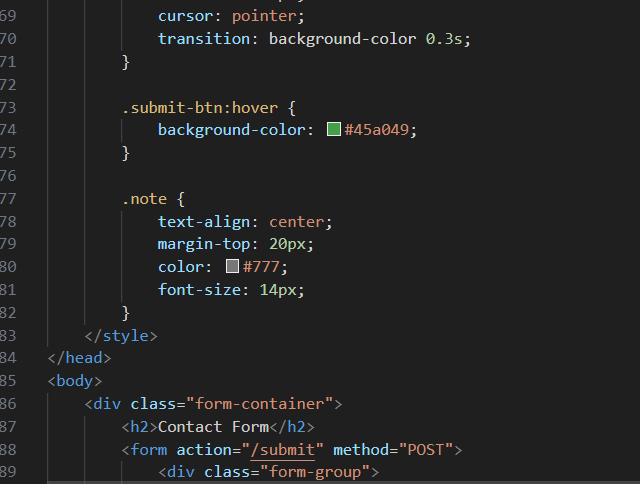 69 cursor: pointer;
70 transition: background-color 0.3s;
71 }
72
73 .submit-btn:hover {
74 background-color: #45a049;
75 }
76
77 .note {
78 text-align: center;
79 margin-top: 20px;
80 color: #777;
81 font-size: 14px;
82 }
83 </style>
84 </head>
85 <body>
86 <div class="form-container">
87 <h2>Contact Form</h2>
88 <form action="/submit" method="POST">
89 <div class="form-group">